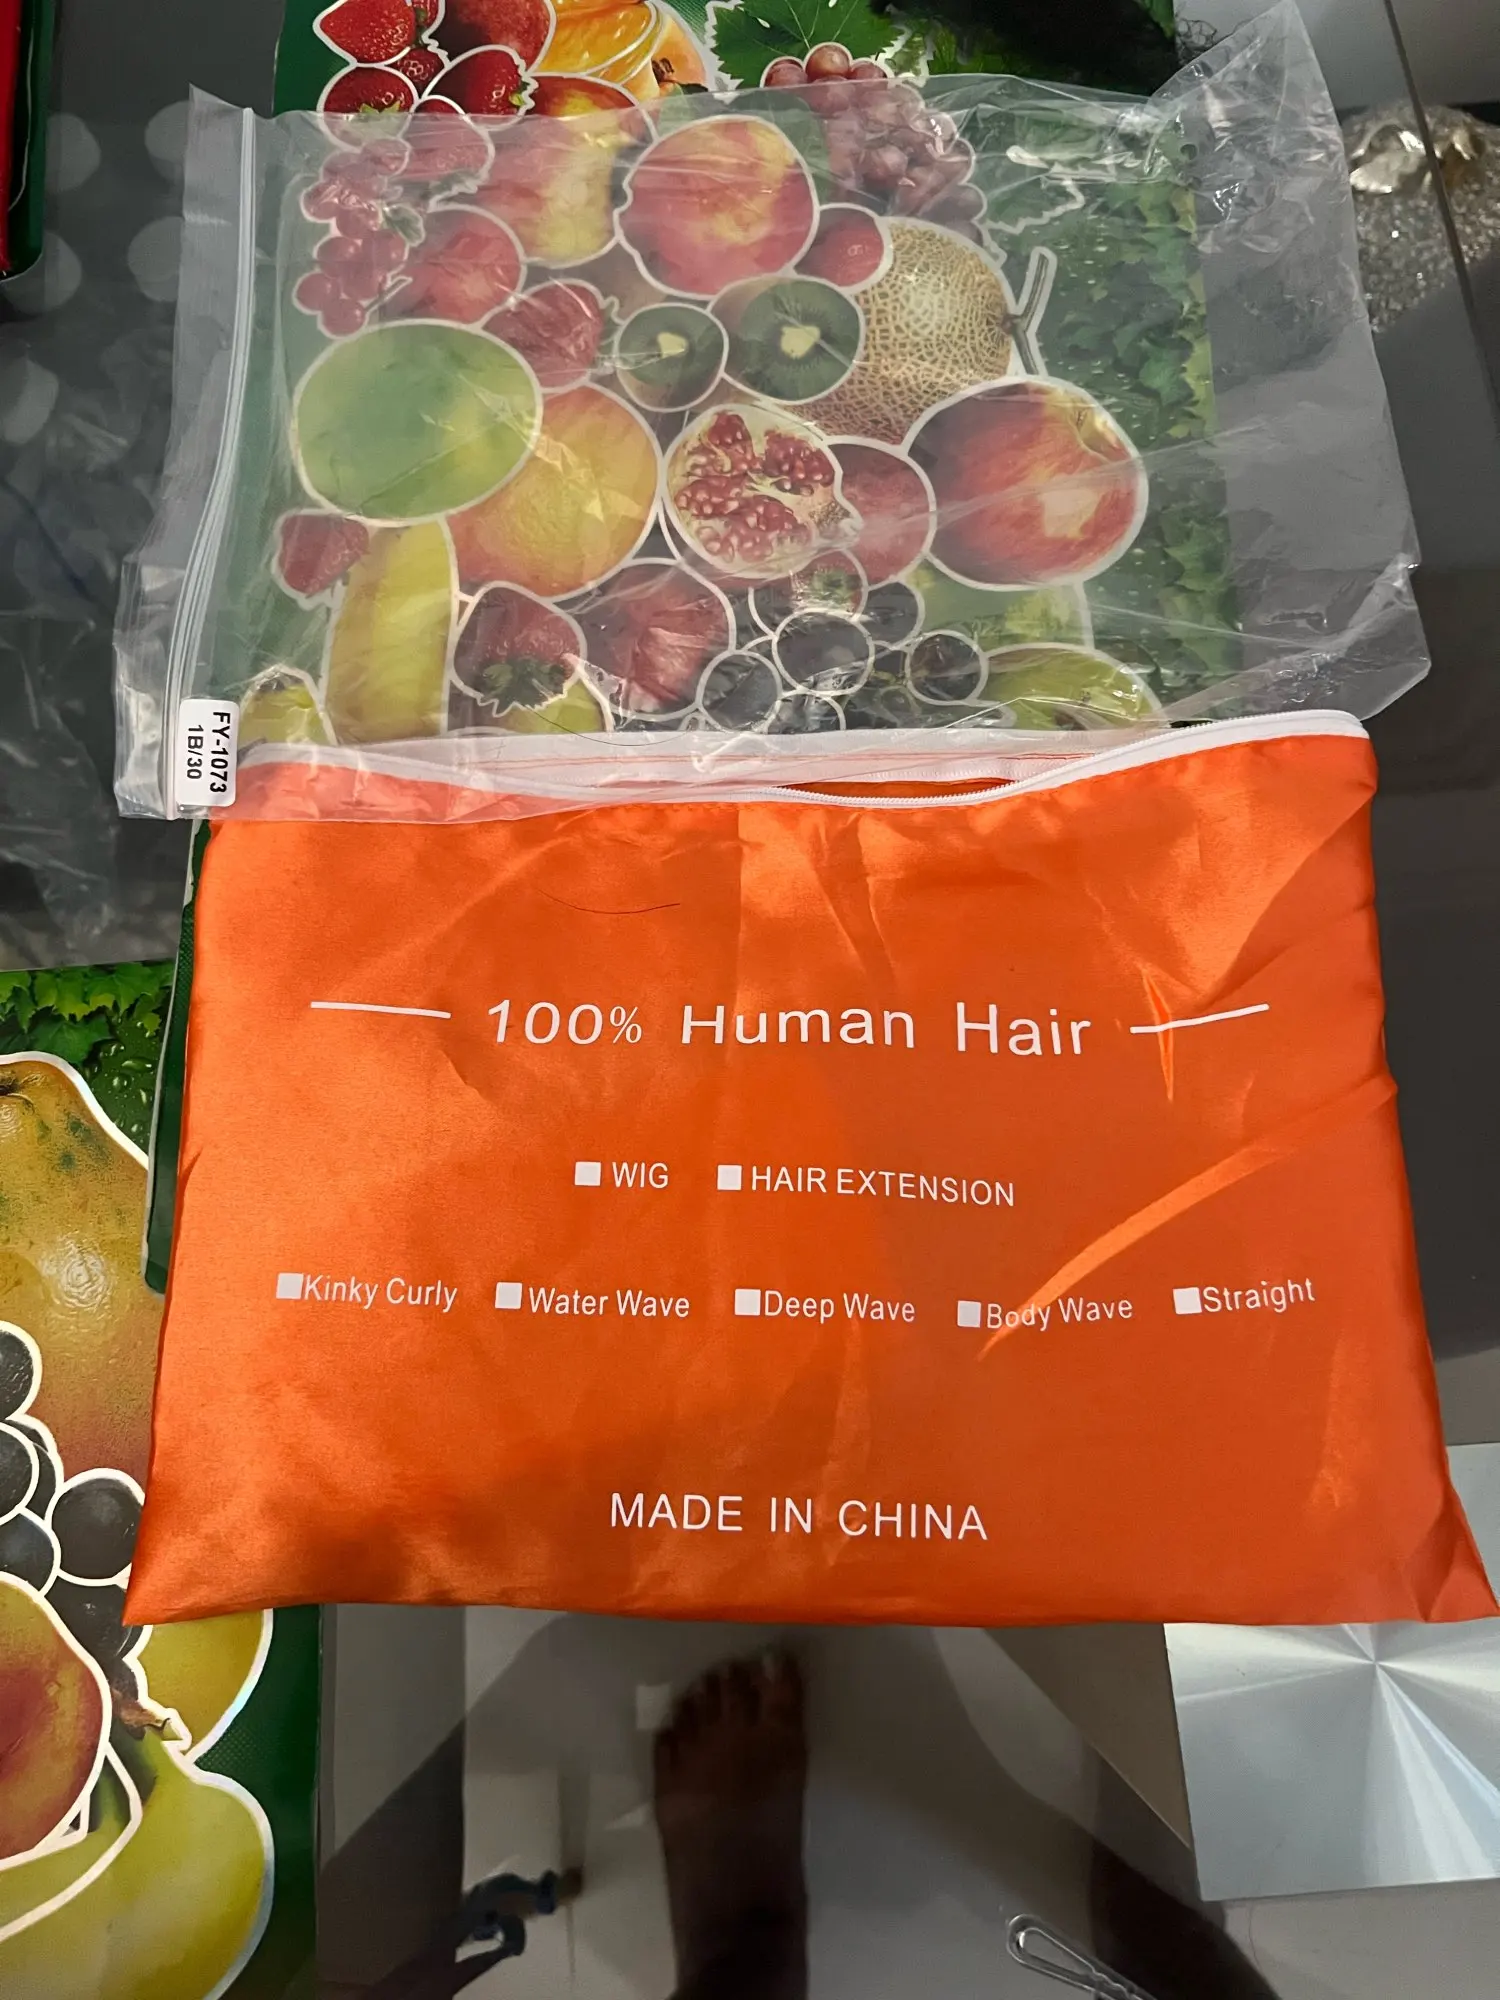 FY-1073
1B/30
100% Human Hair
WIG HAIR EXTENSION
Kinky Curly Water Wave Deep Wave Body Wave Straight
MADE IN CHINA